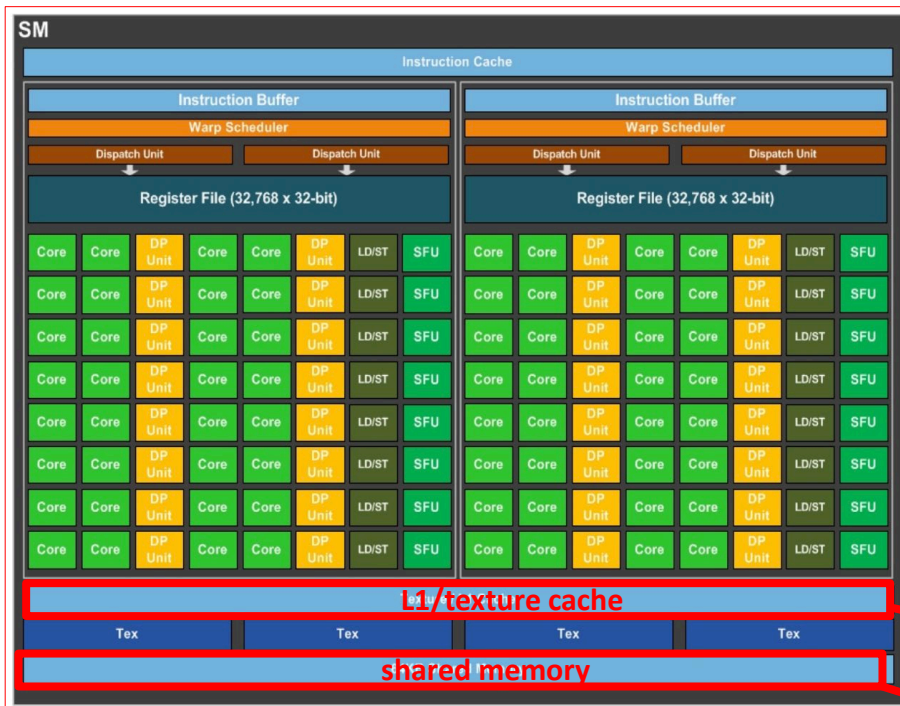 SM
Instruction Cache
Instruction Buffer Instruction Buffer
Warp Scheduler Warp Scheduler
Dispatch Unit Dispatch Unit Dispatch Unit Dispatch Unit
Register File (32,768 x 32-bit) Register File (32,768 x 32-bit)
Core Core DP Unit Core Core DP Unit LD/ST SFU Core Core DP Unit Core Core DP Unit LD/ST SFU
Core Core DP Unit Core Core DP Unit LD/ST SFU Core Core DP Unit Core Core DP Unit LD/ST SFU
Core Core DP Unit Core Core DP Unit LD/ST SFU Core Core DP Unit Core Core DP Unit LD/ST SFU
Core Core DP Unit Core Core DP Unit LD/ST SFU Core Core DP Unit Core Core DP Unit LD/ST SFU
Core Core DP Unit Core Core DP Unit LD/ST SFU Core Core DP Unit Core Core DP Unit LD/ST SFU
Core Core DP Unit Core Core DP Unit LD/ST SFU Core Core DP Unit Core Core DP Unit LD/ST SFU
Core Core DP Unit Core Core DP Unit LD/ST SFU Core Core DP Unit Core Core DP Unit LD/ST SFU
Core Core DP Unit Core Core DP Unit LD/ST SFU Core Core DP Unit Core Core DP Unit LD/ST SFU
L1/texture cache
Tex Tex Tex Tex
shared memory